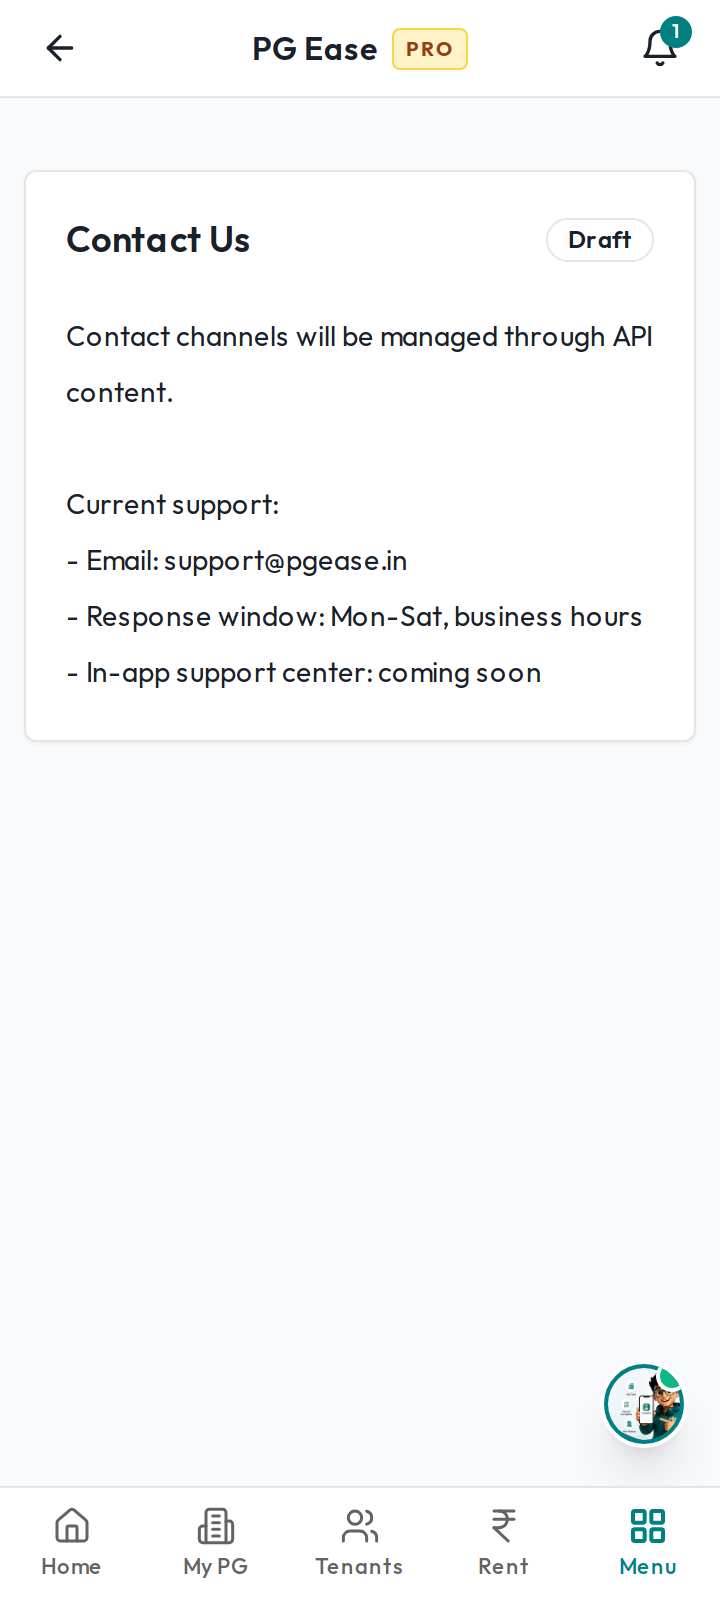 PG Ease PRO
1
Contact Us
Draft
Contact channels will be managed through API
content.
Current support:
- Email: support@pgease.in
- Response window: Mon-Sat, business hours
- In-app support center: coming soon
Home
My PG
Tenants
Rent
Menu